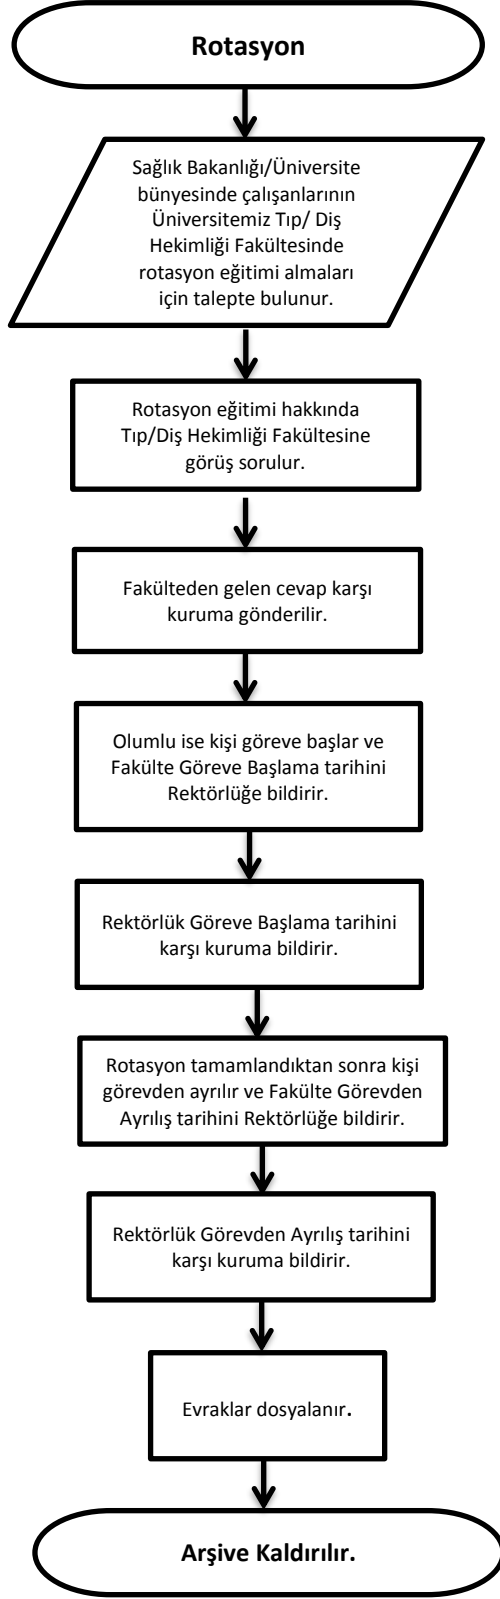 Rotasyon
Sağlık Bakanlığı/Üniversite
bünyesinde çalışanlarının
Üniversitemiz Tıp/ Diş
Hekimliği Fakültesinde
rotasyon eğitimi almaları
için talepte bulunur.
Rotasyon eğitimi hakkında
Tıp/Diş Hekimliği Fakültesine
görüş sorulur.
Fakülteden gelen cevap karşı
kuruma gönderilir.
Olumlu ise kişi göreve başlar ve
Fakülte Göreve Başlama tarihini
Rektörlüğe bildirir.
Rektörlük Göreve Başlama tarihini
karşı kuruma bildirir.
Rotasyon tamamlandıktan sonra kişi
görevden ayrılır ve Fakülte Görevden
Ayrılış tarihini Rektörlüğe bildirir.
Rektörlük Görevden Ayrılış tarihini
karşı kuruma bildirir.
Evraklar dosyalanır.
Arşive Kaldırılır.